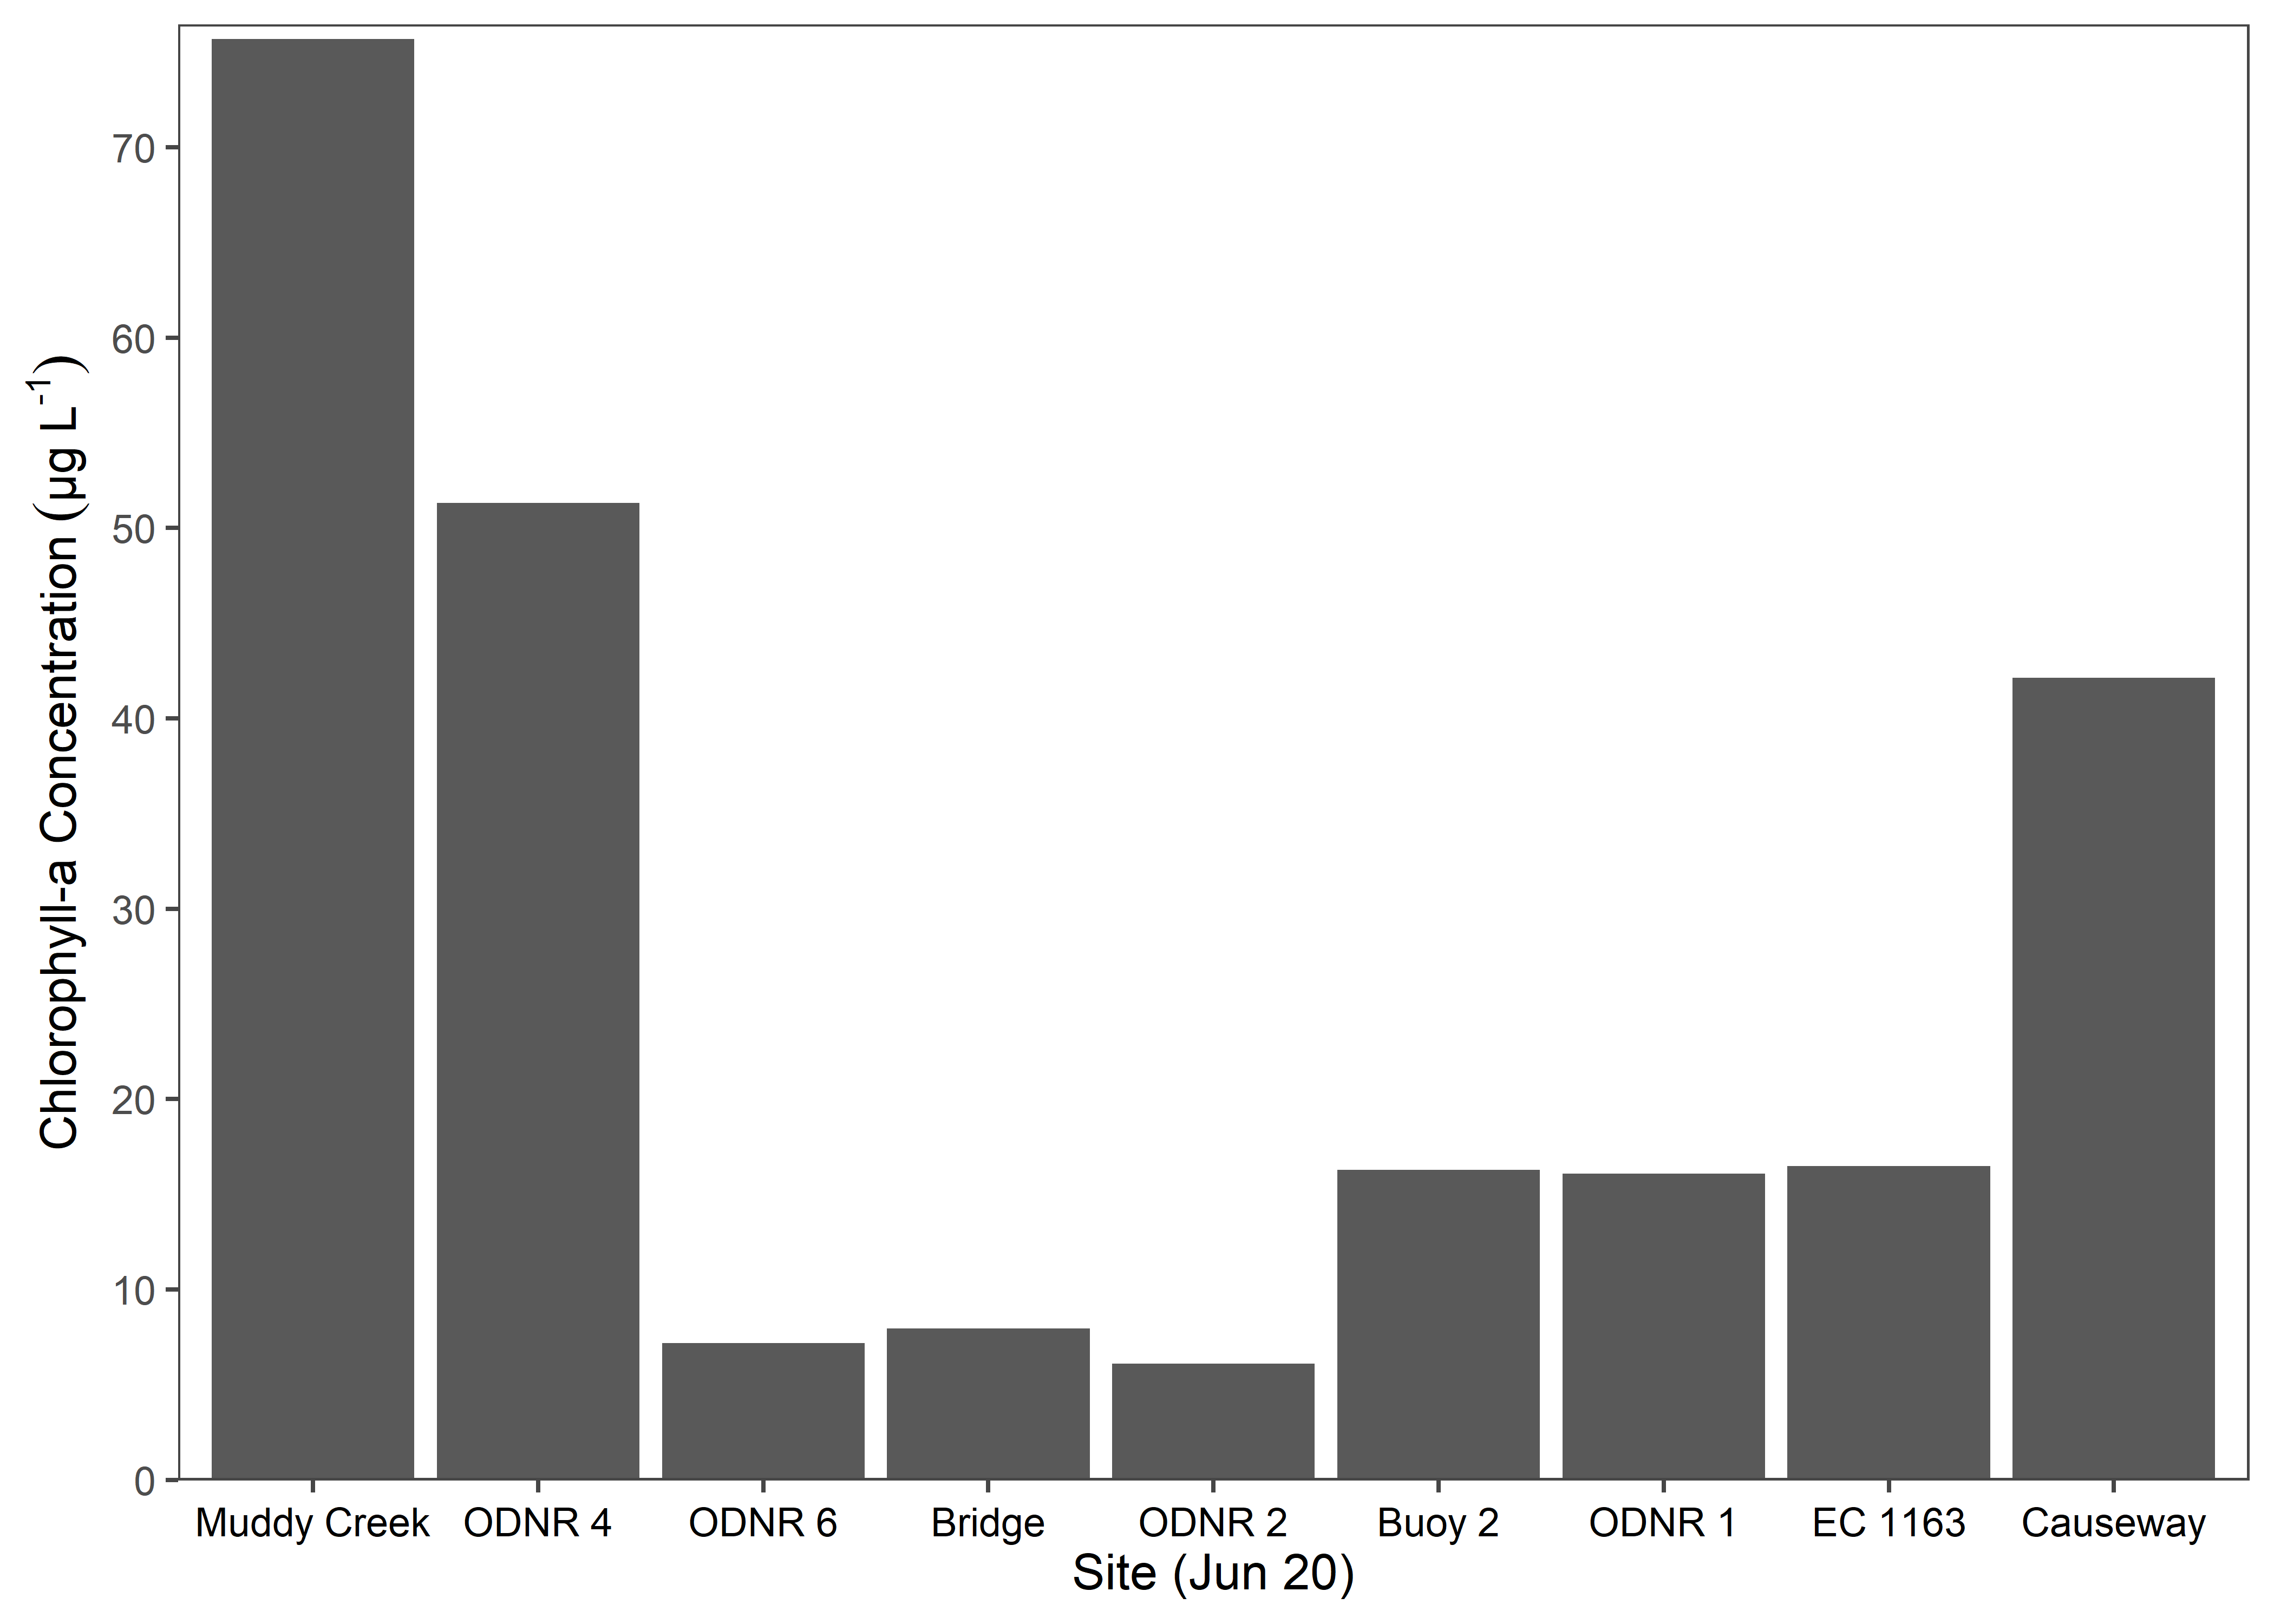 Chlorophyll-a Concentration (µg L⁻¹)
70
60
50
40
30
20
10
0
Muddy Creek ODNR 4 ODNR 6 Bridge ODNR 2 Buoy 2 ODNR 1 EC 1163 Causeway
Site (Jun 20)